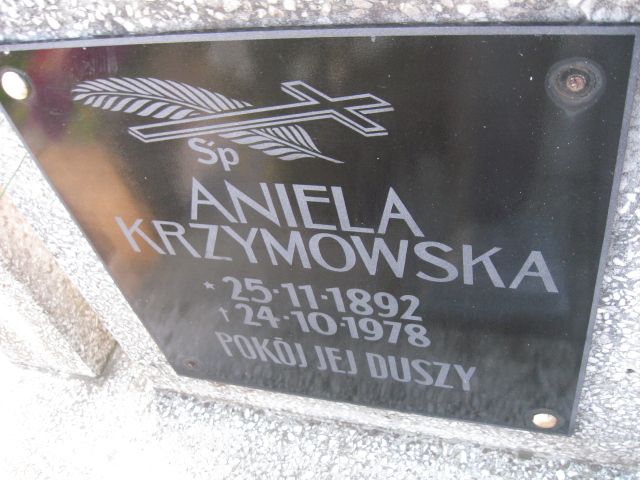 Śp
ANIELA
KRZYMOWSKA
* 25·11·1892
† 24·10·1978
POKÓJ JEJ DUSZY